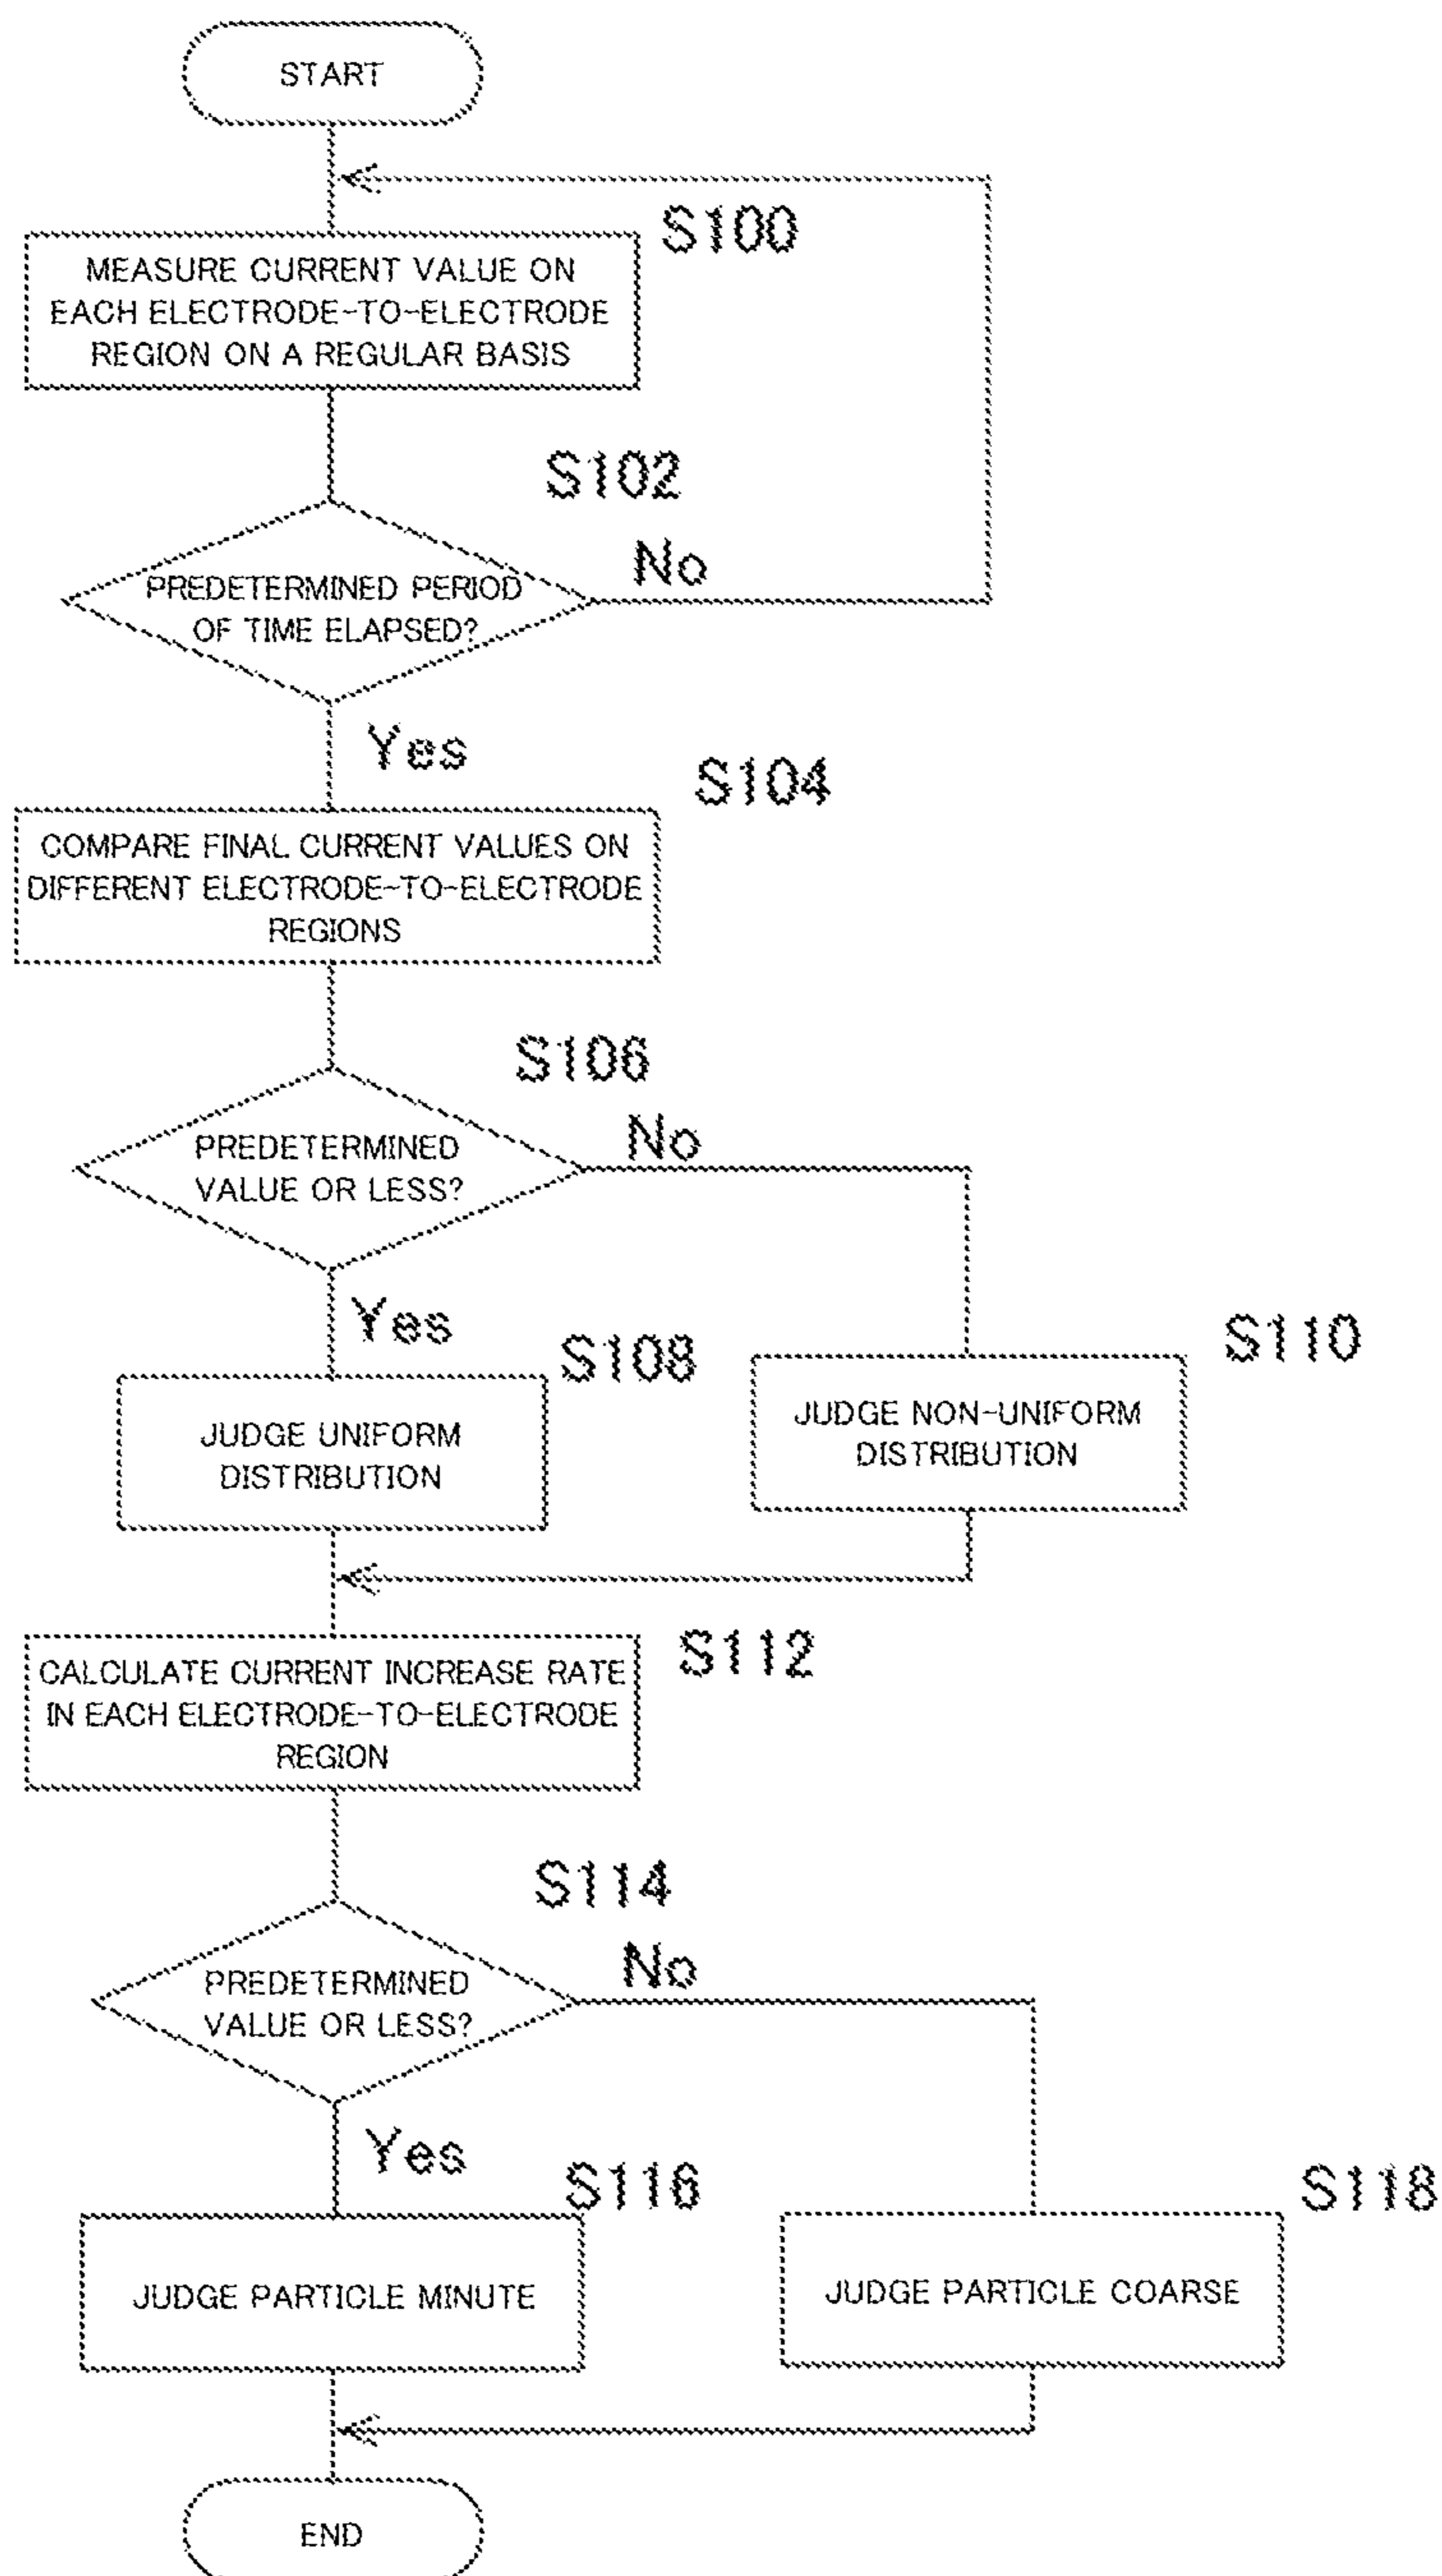 START
S100
MEASURE CURRENT VALUE ON
EACH ELECTRODE-TO-ELECTRODE
REGION ON A REGULAR BASIS
S102
No
PREDETERMINED PERIOD
OF TIME ELAPSED?
Yes
S104
COMPARE FINAL CURRENT VALUES ON
DIFFERENT ELECTRODE-TO-ELECTRODE
REGIONS
S106
No
PREDETERMINED
VALUE OR LESS?
Yes
S108
S110
JUDGE UNIFORM
DISTRIBUTION
JUDGE NON-UNIFORM
DISTRIBUTION
S112
CALCULATE CURRENT INCREASE RATE
IN EACH ELECTRODE-TO-ELECTRODE
REGION
S114
No
PREDETERMINED
VALUE OR LESS?
Yes
S116
S118
JUDGE PARTICLE MINUTE
JUDGE PARTICLE COARSE
END